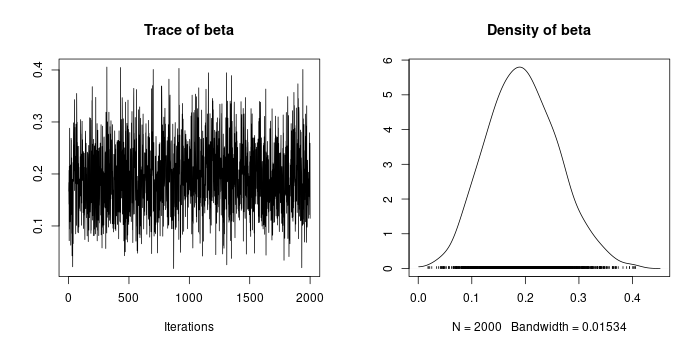 Trace of beta
0.4
0.3
0.2
0.1
0 500 1000 1500 2000
Iterations
Density of beta
6
5
4
3
2
1
0
0.0 0.1 0.2 0.3 0.4
N = 2000 Bandwidth = 0.01534